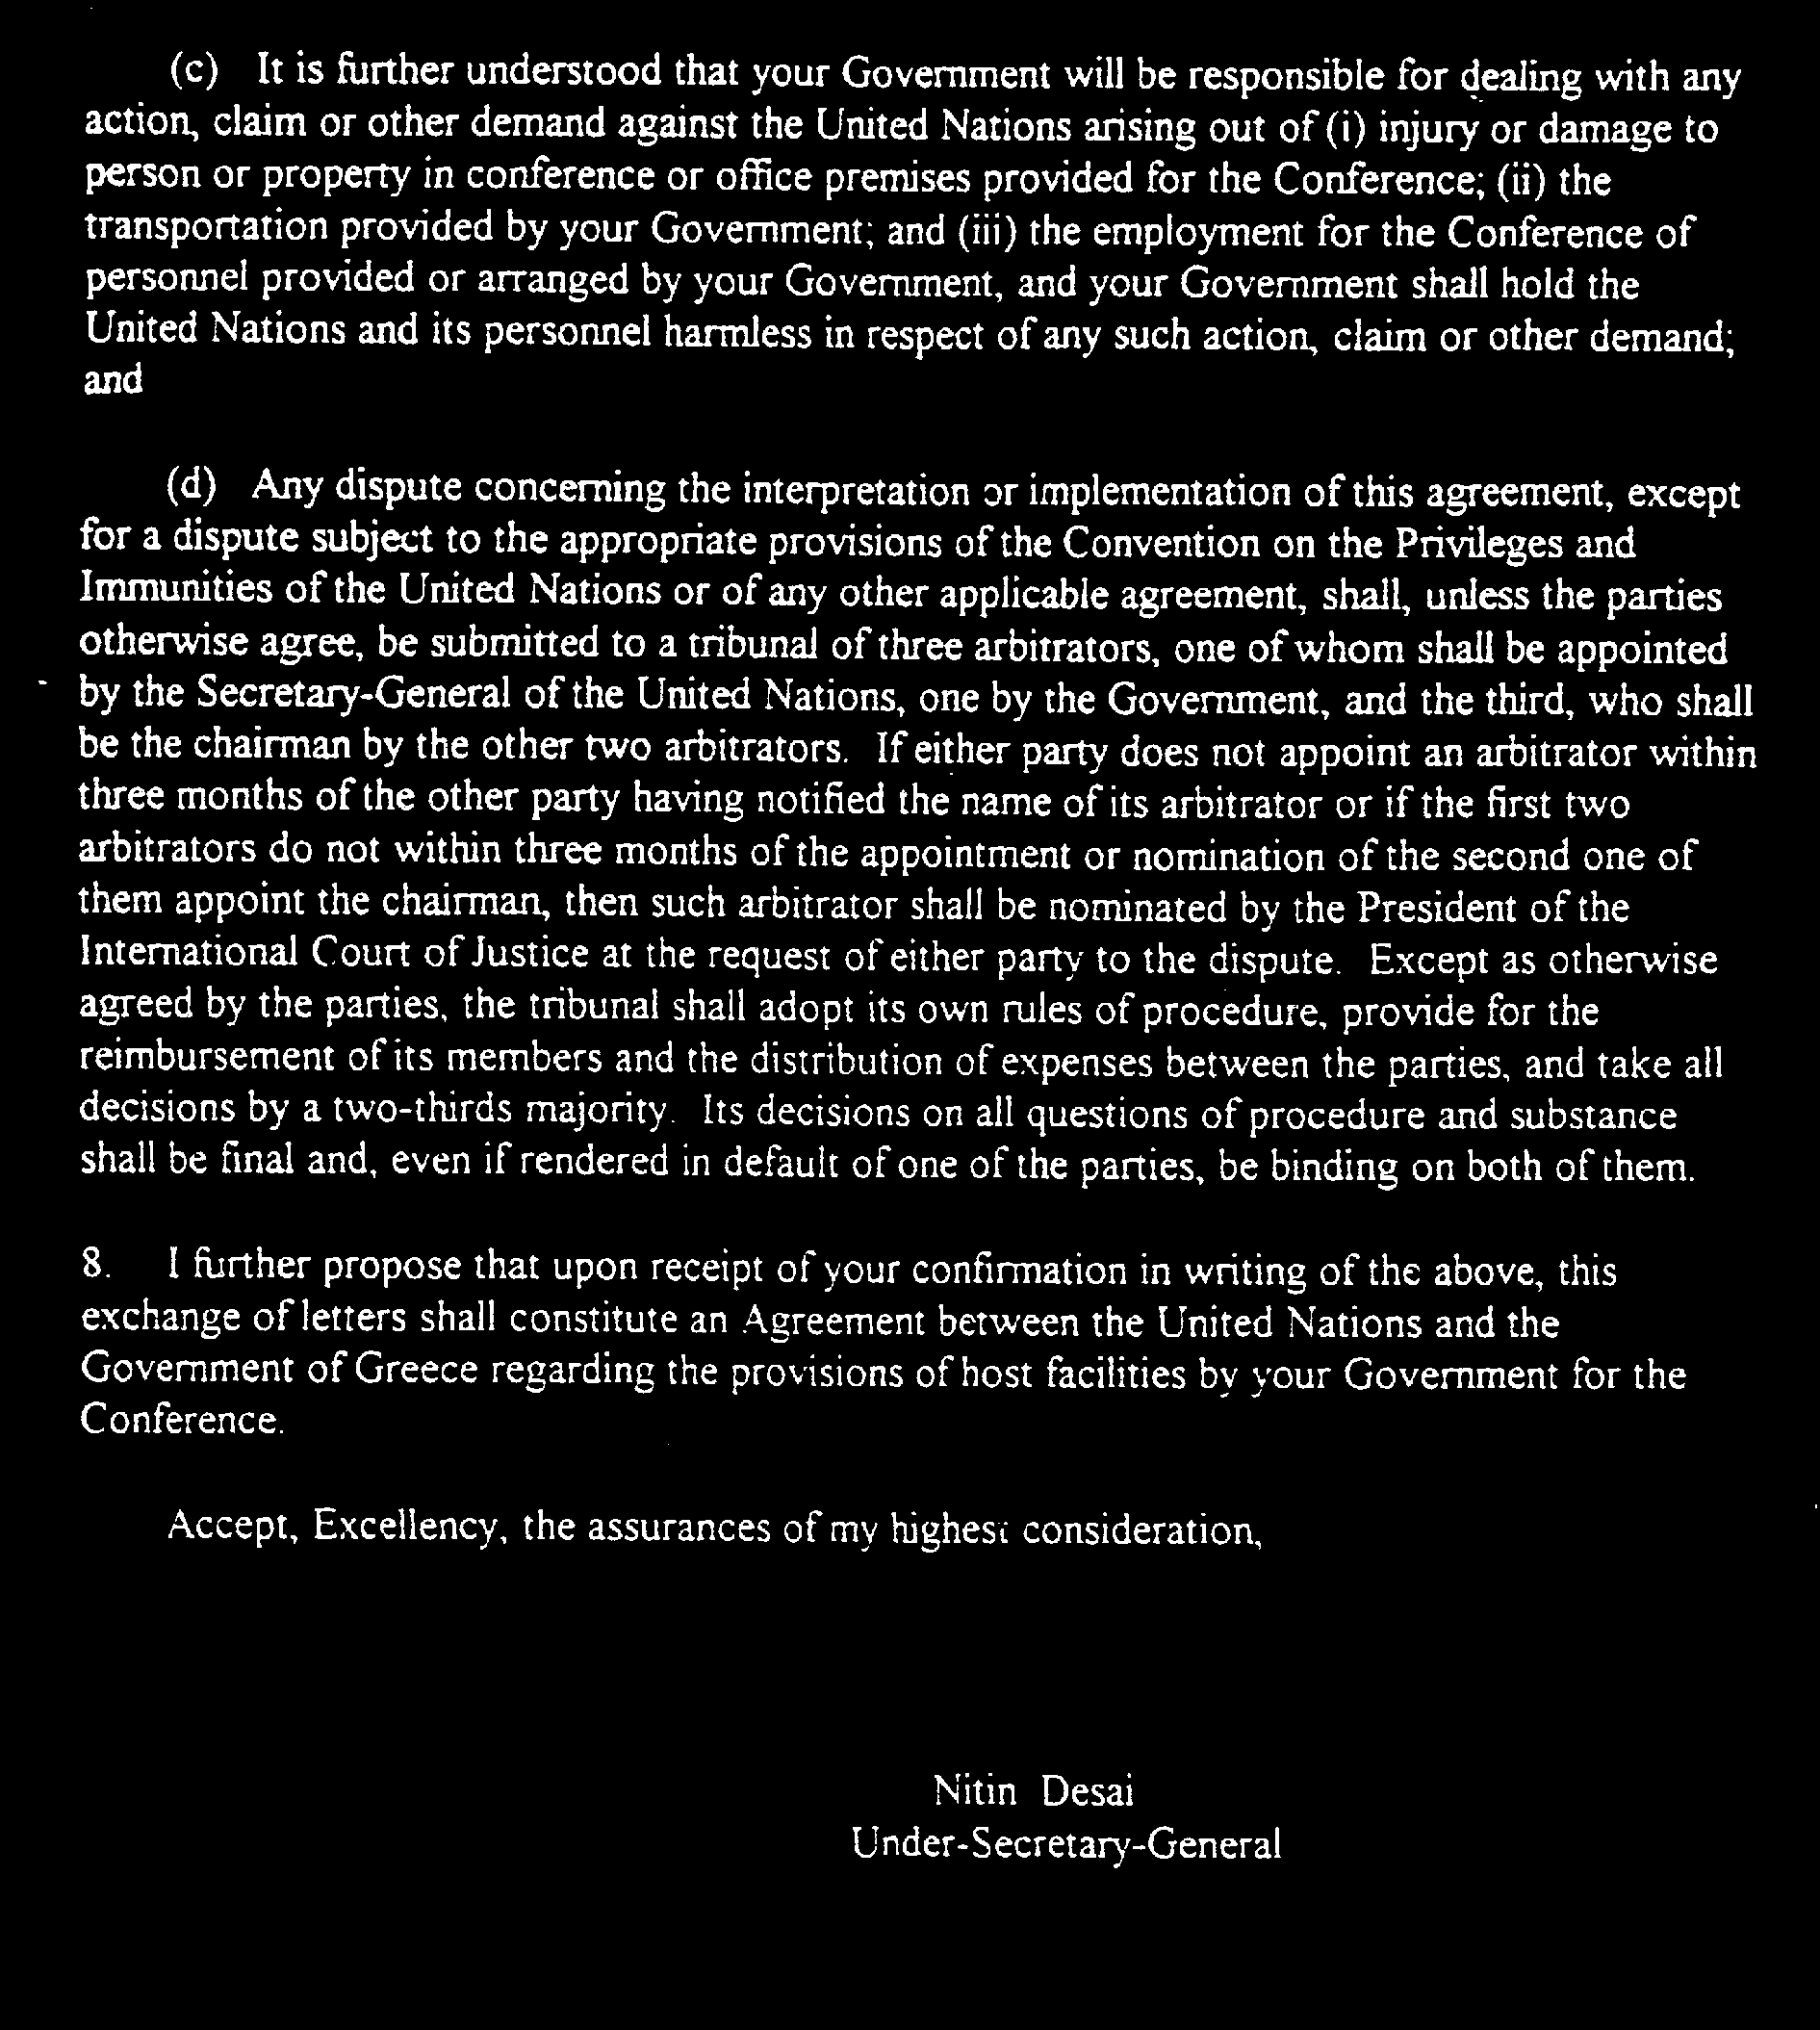 (c) It is further understood that your Government will be responsible for dealing with any
action, claim or other demand against the United Nations arising out of (i) injury or damage to
person or property in conference or office premises provided for the Conference; (ii) the
transportation provided by your Government; and (iii) the employment for the Conference of
personnel provided or arranged by your Government, and your Government shall hold the
United Nations and its personnel harmless in respect of any such action, claim or other demand;
and
(d) Any dispute concerning the interpretation or implementation of this agreement, except
for a dispute subject to the appropriate provisions of the Convention on the Privileges and
Immunities of the United Nations or of any other applicable agreement, shall, unless the parties
otherwise agree, be submitted to a tribunal of three arbitrators, one of whom shall be appointed
by the Secretary-General of the United Nations, one by the Government, and the third, who shall
be the chairman by the other two arbitrators. If either party does not appoint an arbitrator within
three months of the other party having notified the name of its arbitrator or if the first two
arbitrators do not within three months of the appointment or nomination of the second one of
them appoint the chairman, then such arbitrator shall be nominated by the President of the
International Court of Justice at the request of either party to the dispute. Except as otherwise
agreed by the parties, the tribunal shall adopt its own rules of procedure, provide for the
reimbursement of its members and the distribution of expenses between the parties, and take all
decisions by a two-thirds majority. Its decisions on all questions of procedure and substance
shall be final and, even if rendered in default of one of the parties, be binding on both of them.
8. I further propose that upon receipt of your confirmation in writing of the above, this
exchange of letters shall constitute an Agreement between the United Nations and the
Government of Greece regarding the provisions of host facilities by your Government for the
Conference.
Accept, Excellency, the assurances of my highest consideration,
Nitin Desai
Under-Secretary-General